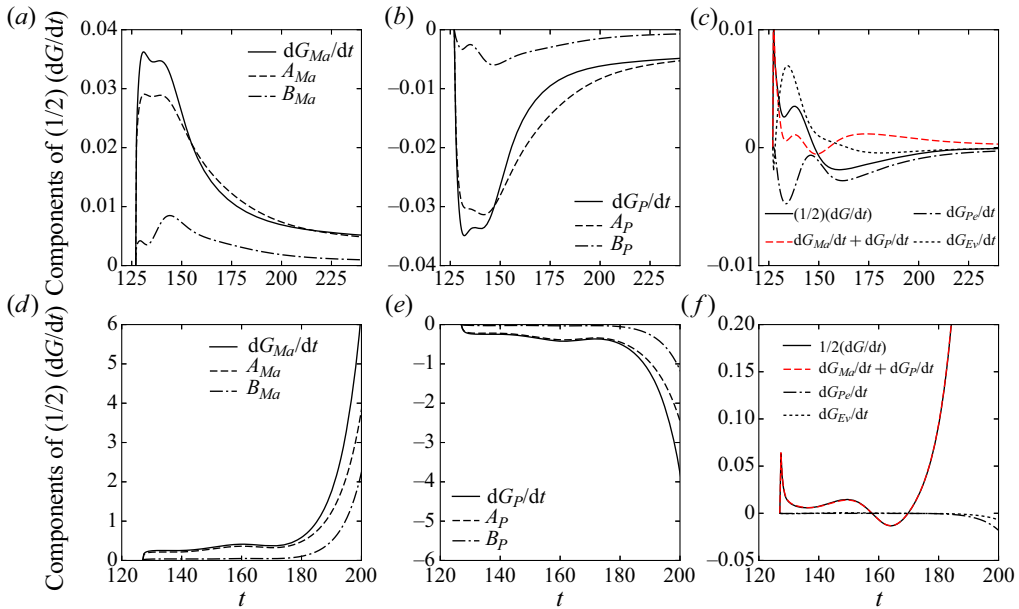 (a)
(b)
(c)
Components of (1/2) (dG/dt)
0.04
0.03
0.02
0.01
0
dG_Ma/dt
A_Ma
B_Ma
125 150 175 200 225
0
−0.01
−0.02
−0.03
−0.04
dG_P/dt
A_P
B_P
125 150 175 200 225
0.01
0
−0.01
(1/2)(dG/dt)
dG_Pe/dt
dG_Ma/dt + dG_P/dt
dG_Ev/dt
125 150 175 200 225
(d)
(e)
(f)
Components of (1/2) (dG/dt)
6
5
4
3
2
1
0
dG_Ma/dt
A_Ma
B_Ma
120 140 160 180 200
t
0
−1
−2
−3
−4
−5
−6
dG_P/dt
A_P
B_P
120 140 160 180 200
t
0.20
0.15
0.10
0.05
0
−0.05
1/2(dG/dt)
dG_Ma/dt + dG_P/dt
dG_Pe/dt
dG_Ev/dt
120 140 160 180 200
t